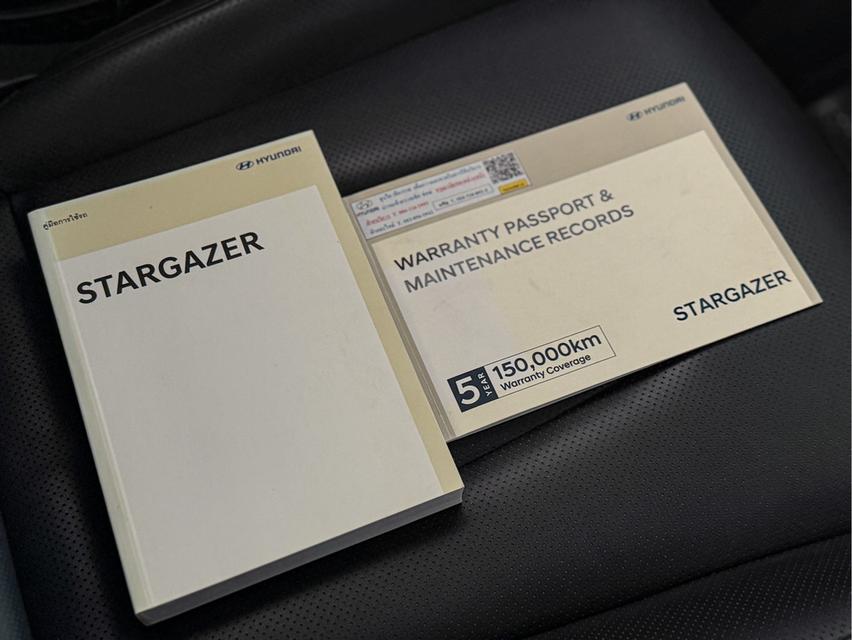 คู่มือการใช้รถ
HYUNDAI
STARGAZER
HYUNDAI
HYUNDAI
WARRANTY PASSPORT &
MAINTENANCE RECORDS
STARGAZER
5 YEAR
150,000km
Warranty Coverage